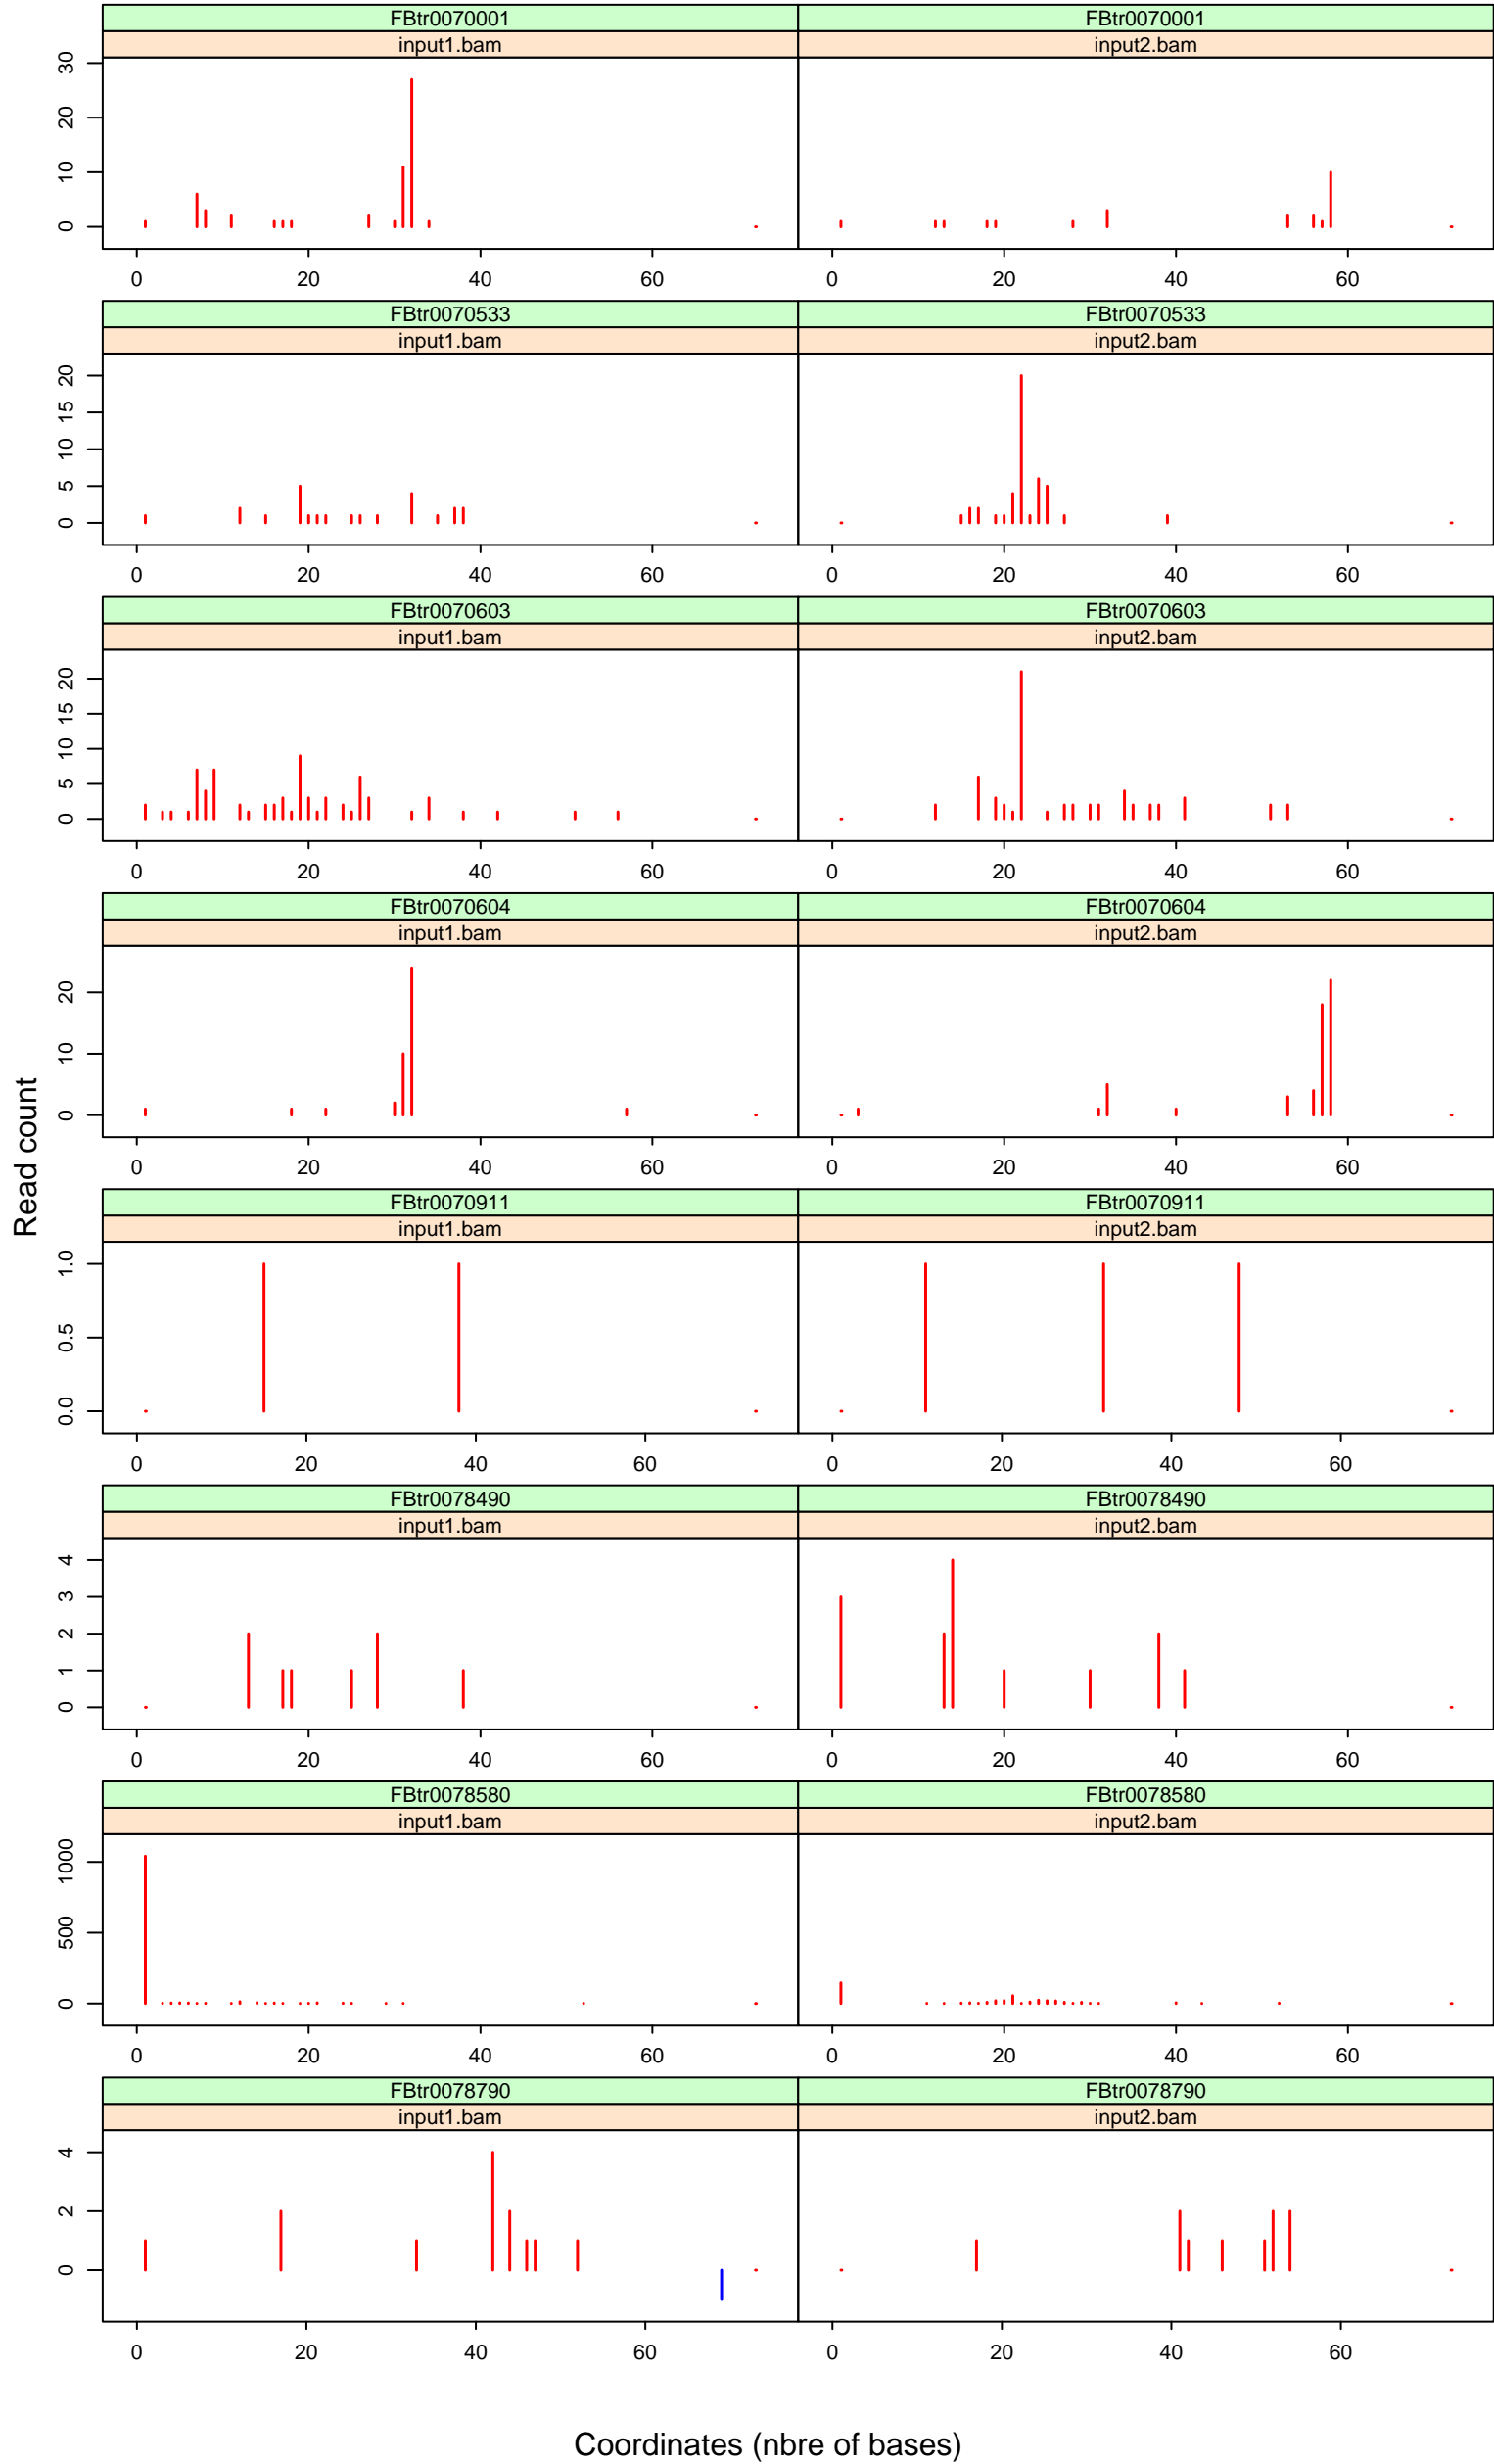 FBtr0070001 FBtr0070001
input1.bam input2.bam
30
20
10
0
0 20 40 60 0 20 40 60
FBtr0070533 FBtr0070533
input1.bam input2.bam
20
15
10
5
0
0 20 40 60 0 20 40 60
FBtr0070603 FBtr0070603
input1.bam input2.bam
20
15
10
5
0
0 20 40 60 0 20 40 60
FBtr0070604 FBtr0070604
input1.bam input2.bam
20
10
0
0 20 40 60 0 20 40 60
Read count
FBtr0070911 FBtr0070911
input1.bam input2.bam
1.0
0.5
0.0
0 20 40 60 0 20 40 60
FBtr0078490 FBtr0078490
input1.bam input2.bam
4
3
2
1
0
0 20 40 60 0 20 40 60
FBtr0078580 FBtr0078580
input1.bam input2.bam
1000
500
0
0 20 40 60 0 20 40 60
FBtr0078790 FBtr0078790
input1.bam input2.bam
4
2
0
0 20 40 60 0 20 40 60
Coordinates (nbre of bases)